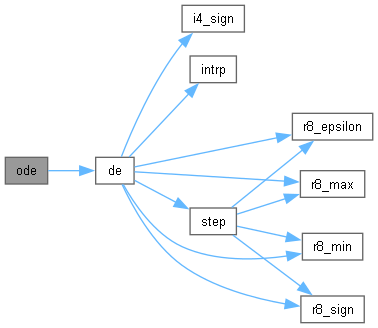 ode
de
i4_sign
intrp
step
r8_epsilon
r8_max
r8_min
r8_sign